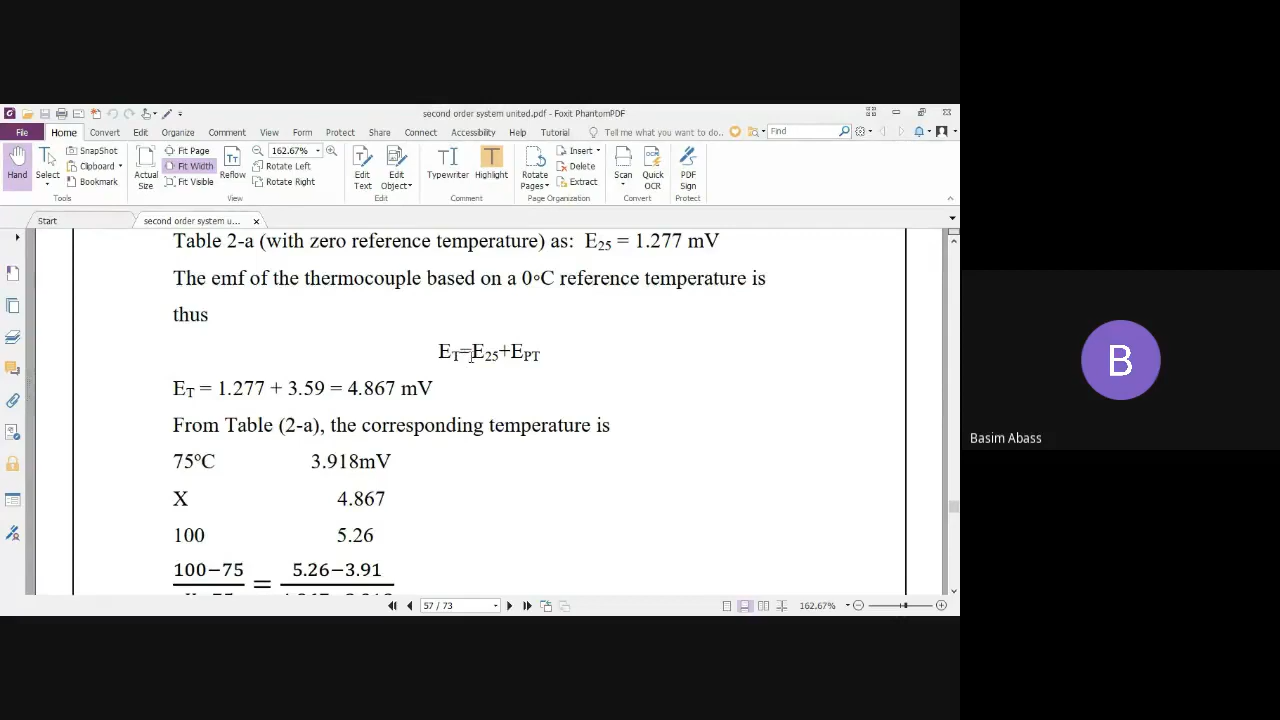 second order system united.pdf - Foxit PhantomPDF
File Home Convert Edit Organize Comment View Form Protect Share Connect Accessibility Help Tutorial Tell me what you want to do.. Find
Hand Select SnapShot Clipboard Bookmark Actual Size Fit Page Fit Width Fit Visible Reflow 162.67% Rotate Left Rotate Right Edit Text Edit Object Typewriter Highlight Rotate Pages Insert Delete Extract Scan Quick OCR PDF Sign
Tools View Edit Comment Page Organization Convert Protect
Start second order system u...
Table 2-a (with zero reference temperature) as: E25 = 1.277 mV
The emf of the thermocouple based on a 0∘C reference temperature is
thus
ET=E25+EPT
ET = 1.277 + 3.59 = 4.867 mV
From Table (2-a), the corresponding temperature is
75ºC 3.918mV
X 4.867
100 5.26
100−75 = 5.26−3.91
57 / 73 162.67%
B
Basim Abass